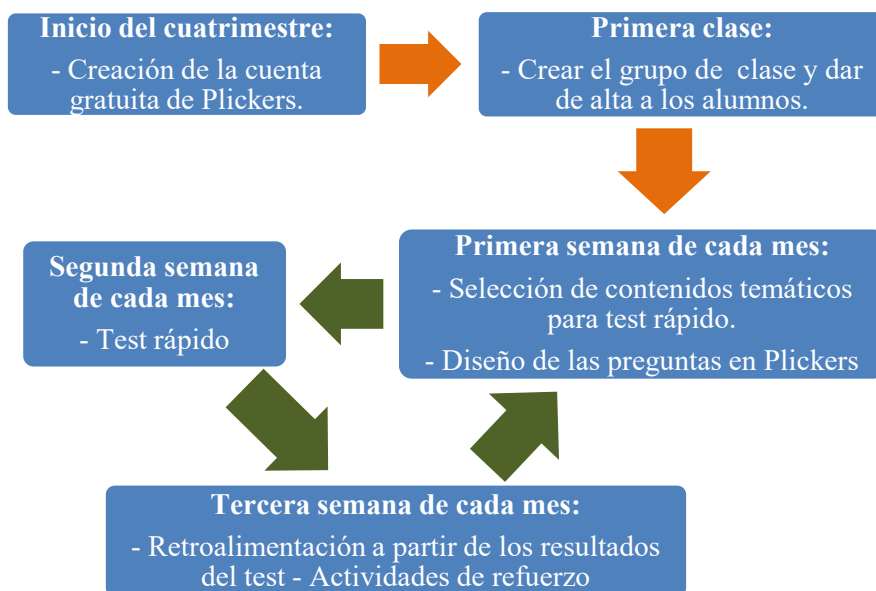 Inicio del cuatrimestre:
- Creación de la cuenta
gratuita de Plickers.
Primera clase:
- Crear el grupo de clase y dar
de alta a los alumnos.
Primera semana de cada mes:
- Selección de contenidos temáticos
para test rápido.
- Diseño de las preguntas en Plickers
Segunda semana
de cada mes:
- Test rápido
Tercera semana de cada mes:
- Retroalimentación a partir de los resultados
del test - Actividades de refuerzo